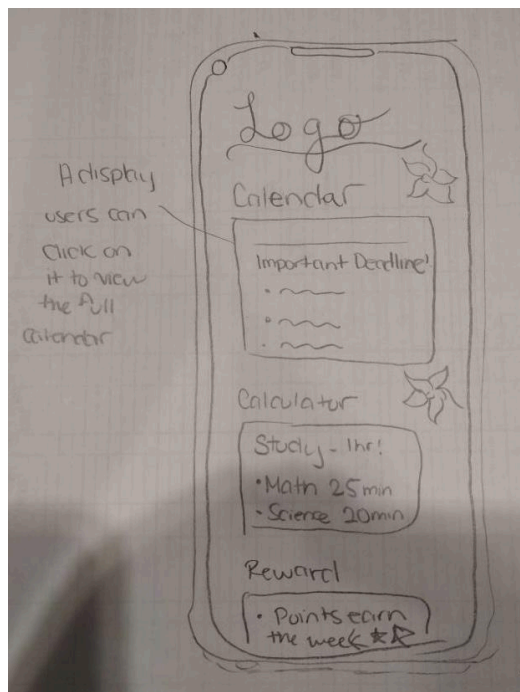 Logo
A display
users can
click on
it to view
the full
calendar
Calendar
Important Deadline!
Calculator
Study - 1hr!
• Math 25min
- Science 20min
Reward
• Points earn
the week